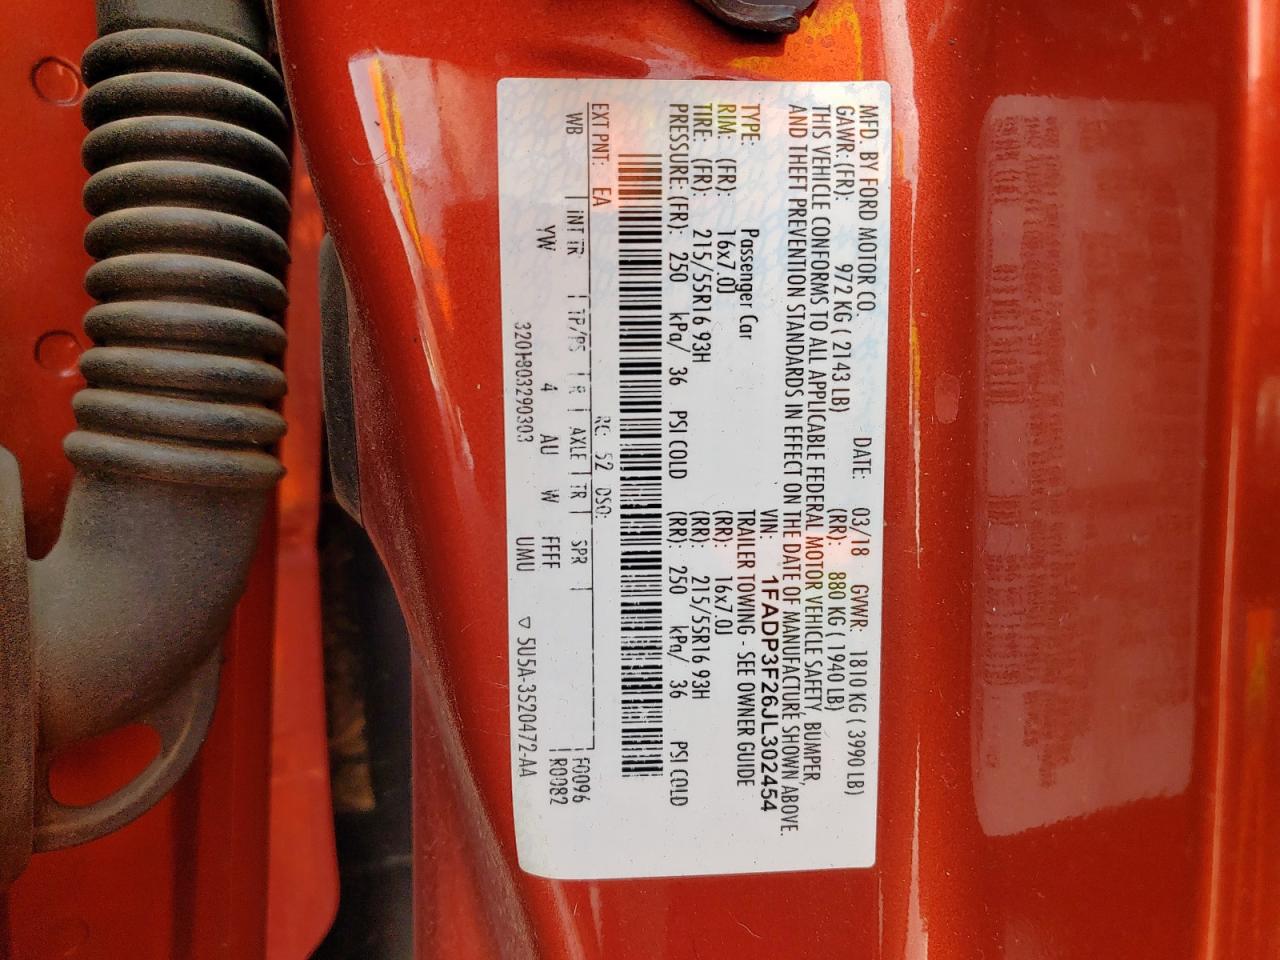 MFD. BY FORD MOTOR CO. DATE: 03/18 GVWR: 1810 KG ( 3990 LB)
GAWR: (FR): 972 KG ( 2143 LB) (RR): 880 KG ( 1940 LB)
THIS VEHICLE CONFORMS TO ALL APPLICABLE FEDERAL MOTOR VEHICLE SAFETY, BUMPER,
AND THEFT PREVENTION STANDARDS IN EFFECT ON THE DATE OF MANUFACTURE SHOWN ABOVE.
VIN: 1FADP3F26JL302454
TYPE: Passenger Car TRAILER TOWING - SEE OWNER GUIDE
RIM: (FR): 16x7.0J (RR): 16x7.0J
TIRE: (FR): 215/55R16 93H (RR): 215/55R16 93H
PRESSURE: (FR): 250 kPa/ 36 PSI COLD (RR): 250 kPa/ 36 PSI COLD
EXT PNT: EA RC: 52 DSO: F0096
WB INT TR TP/PS R AXLE TR SPR R0082
YW 4 AU W FFFF
3201803290303 UMU ▽ 5U5A-3520472-AA